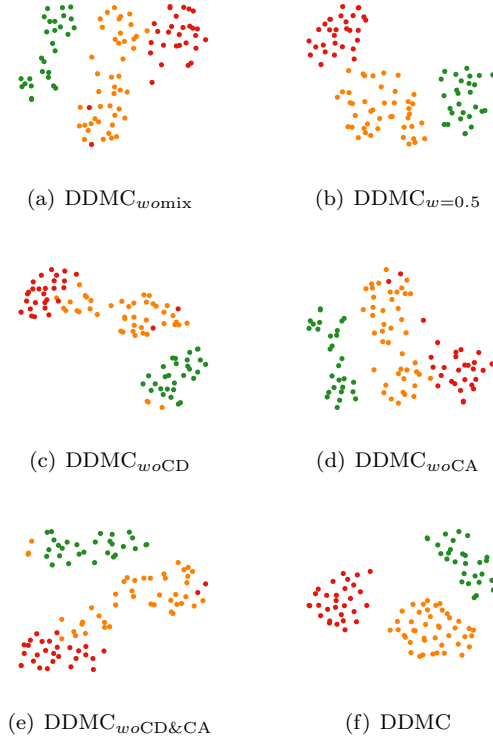 (a) DDMC_womix (b) DDMC_w=0.5
(c) DDMC_woCD (d) DDMC_woCA
(e) DDMC_woCD&CA (f) DDMC